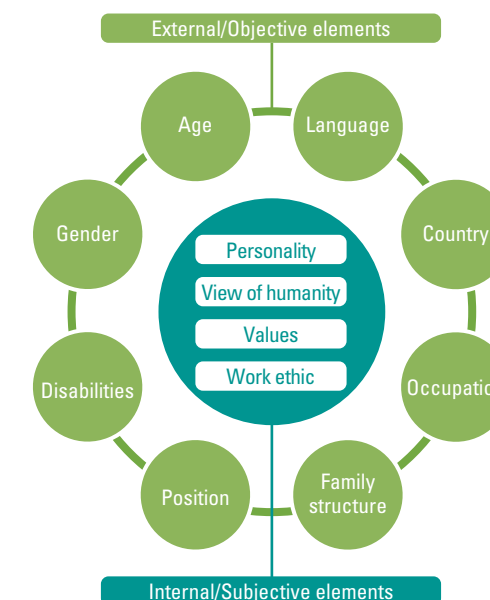 External/Objective elements
Age
Language
Gender
Country
Personality
View of humanity
Values
Work ethic
Disabilities
Occupatio
Position
Family
structure
Internal/Subjective elements